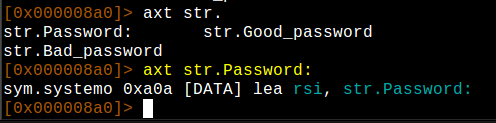 [0x000008a0]> axt str.
str.Password:       str.Good_password
str.Bad_password
[0x000008a0]> axt str.Password:
sym.systemo 0xa0a [DATA] lea rsi, str.Password:
[0x000008a0]>